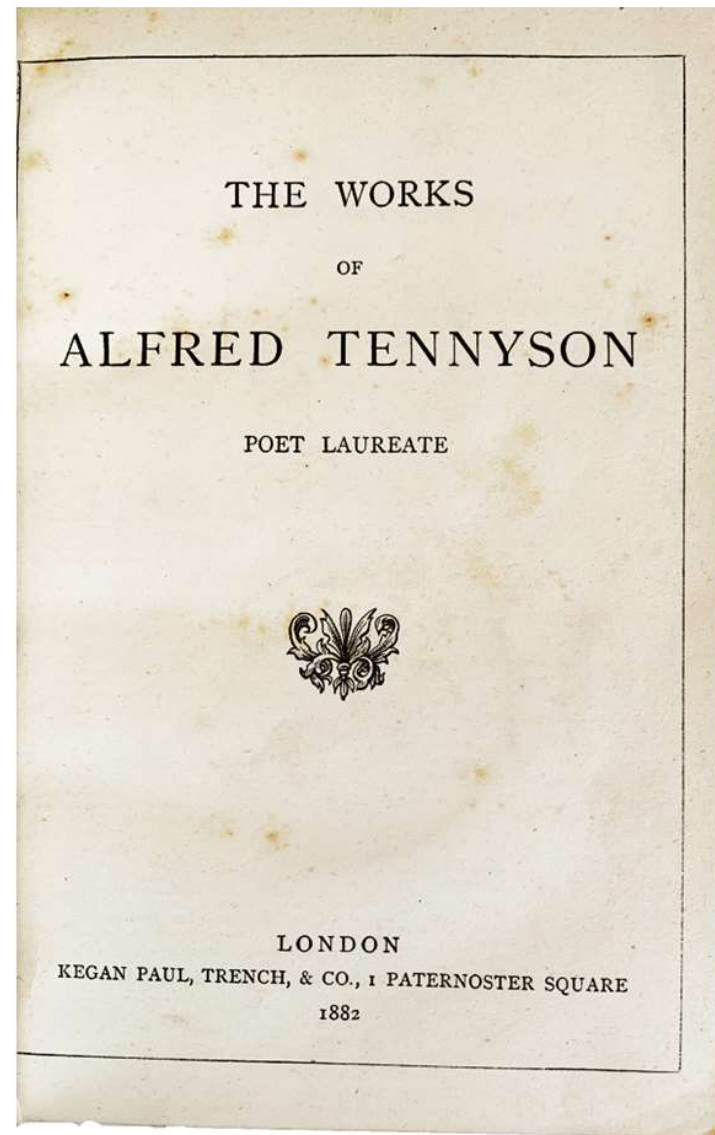 THE WORKS
OF
ALFRED TENNYSON
POET LAUREATE
LONDON
KEGAN PAUL, TRENCH, & CO., 1 PATERNOSTER SQUARE
1882